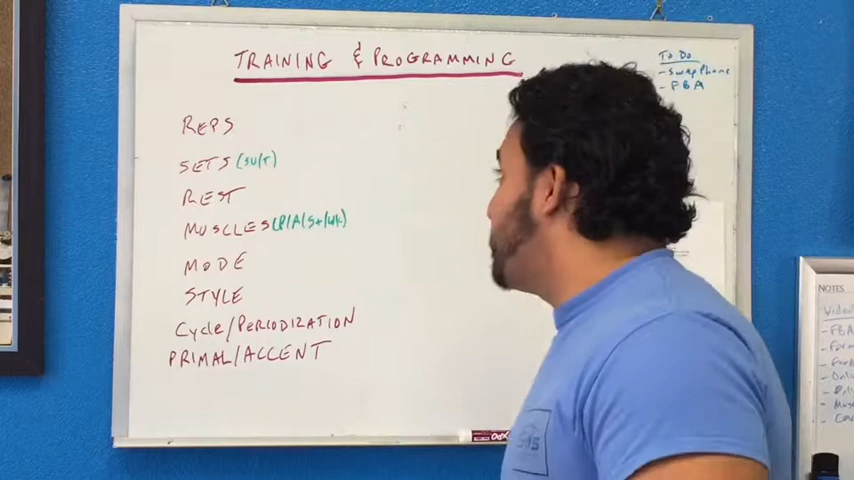 TRAINING & PROGRAMMING
To Do
- Swap Phone
- FBA
REPS
SETS (SU/T)
REST
MUSCLES (P/A(S+/WK)
MODE
STYLE
Cycle/PERIODIZATION
PRIMAL/ACCENT
EXPO
NOTES